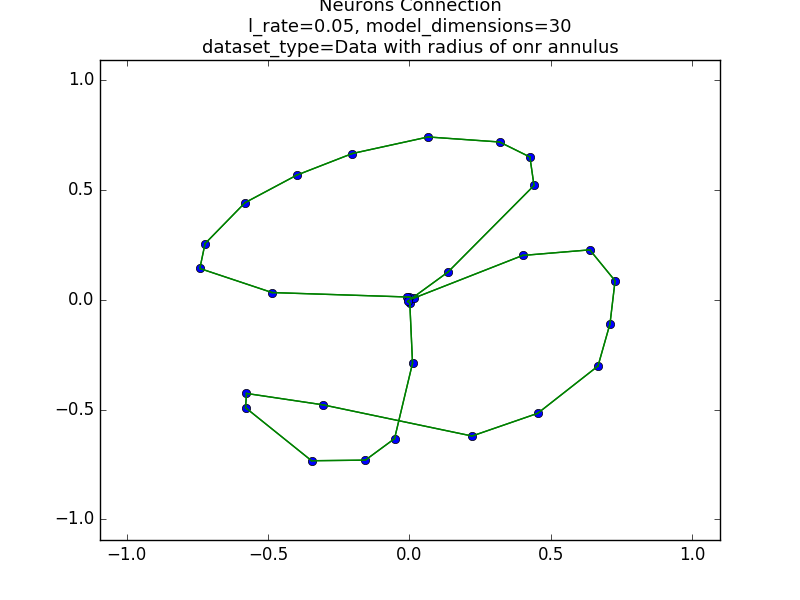 Neurons Connection
l_rate=0.05, model_dimensions=30
dataset_type=Data with radius of onr annulus
1.0
0.5
0.0
−0.5
−1.0
−1.0 −0.5 0.0 0.5 1.0